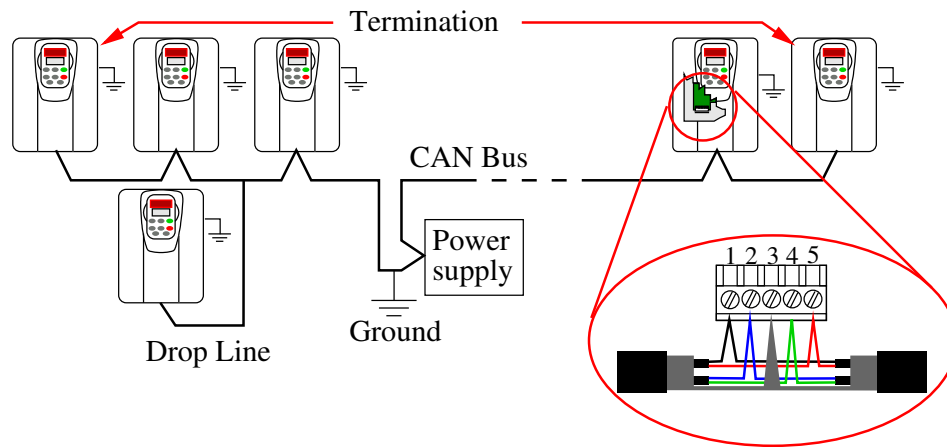 Termination
CAN Bus
Power
supply
Ground
Drop Line
1 2 3 4 5